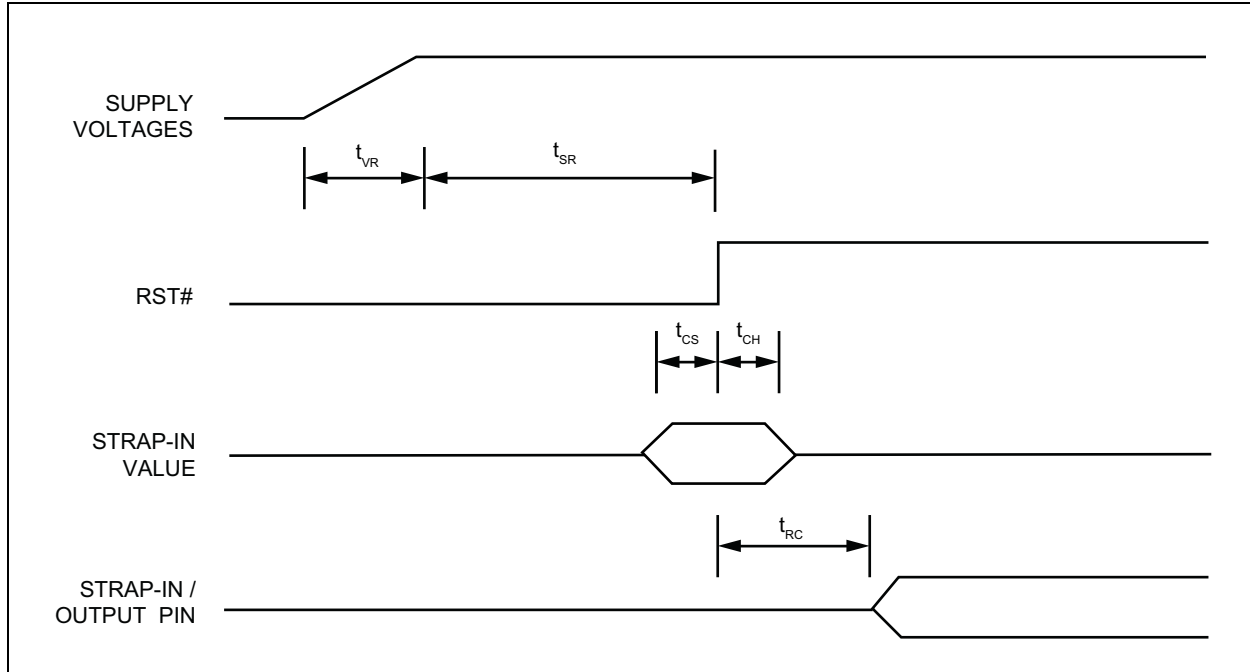 SUPPLY
VOLTAGES
tVR
tSR
RST#
tCS
tCH
STRAP-IN
VALUE
tRC
STRAP-IN /
OUTPUT PIN